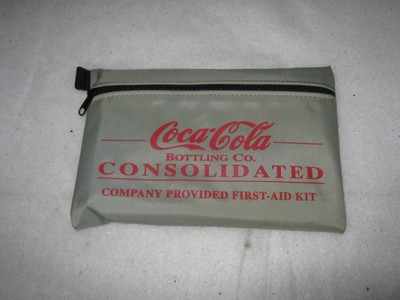 Coca-Cola
BOTTLING CO.
CONSOLIDATED
COMPANY PROVIDED FIRST-AID KIT